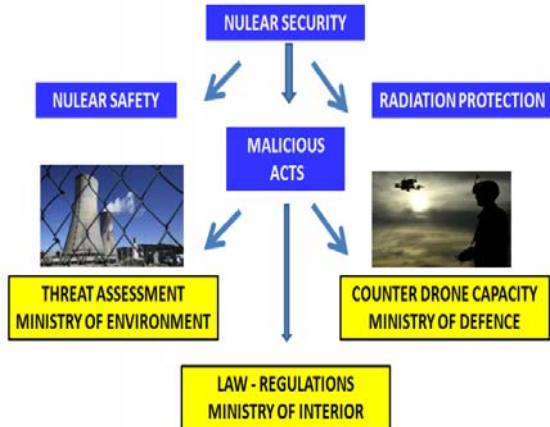 NULEAR SECURITY
NULEAR SAFETY
RADIATION PROTECTION
MALICIOUS
ACTS
THREAT ASSESSMENT
MINISTRY OF ENVIRONMENT
COUNTER DRONE CAPACITY
MINISTRY OF DEFENCE
LAW - REGULATIONS
MINISTRY OF INTERIOR